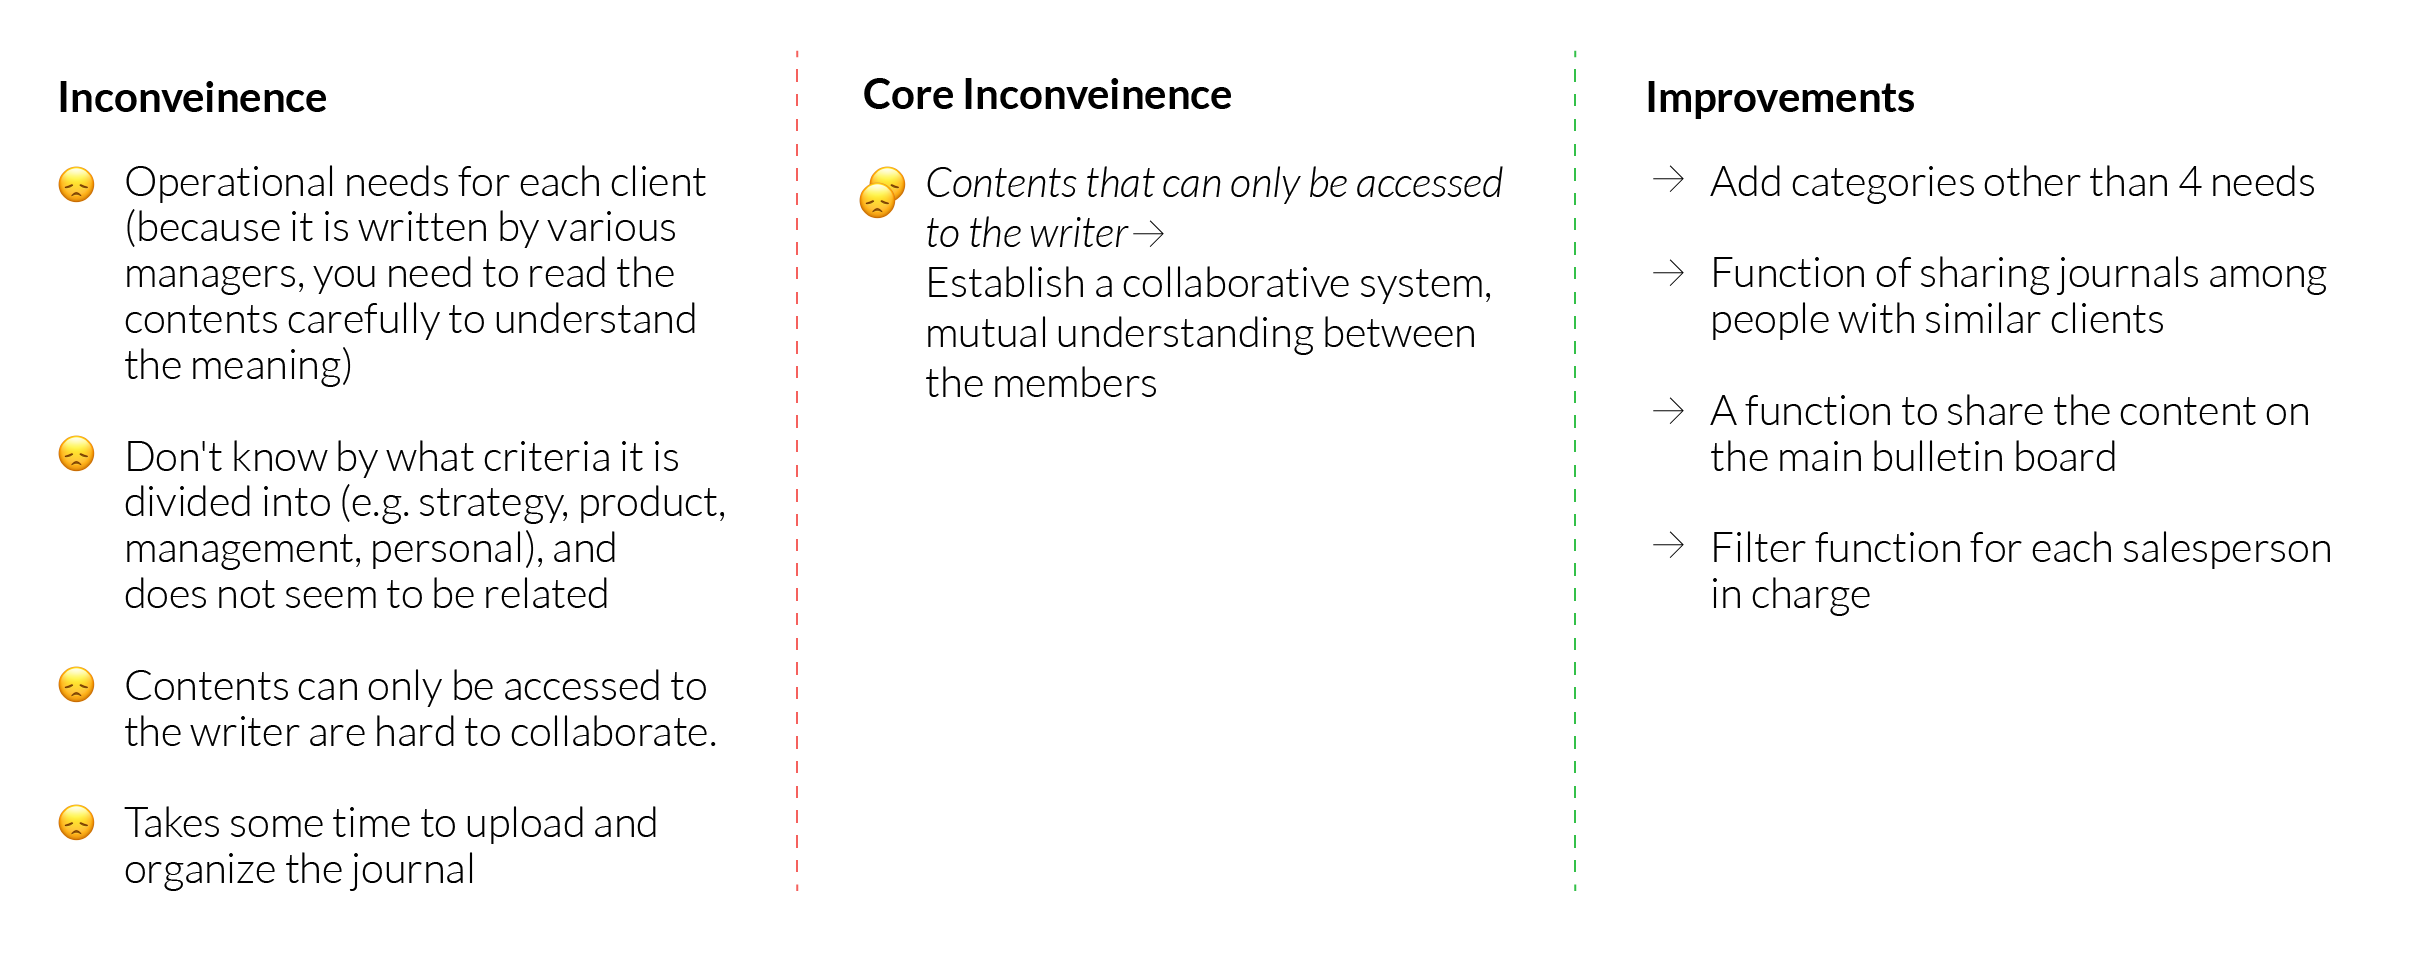 Inconveinence
Operational needs for each client
(because it is written by various
managers, you need to read the
contents carefully to understand
the meaning)
Don't know by what criteria it is
divided into (e.g. strategy, product,
management, personal), and
does not seem to be related
Contents can only be accessed to
the writer are hard to collaborate.
Takes some time to upload and
organize the journal
Core Inconveinence
Contents that can only be accessed
to the writer→
Establish a collaborative system,
mutual understanding between
the members
Improvements
→ Add categories other than 4 needs
→ Function of sharing journals among
people with similar clients
→ A function to share the content on
the main bulletin board
→ Filter function for each salesperson
in charge